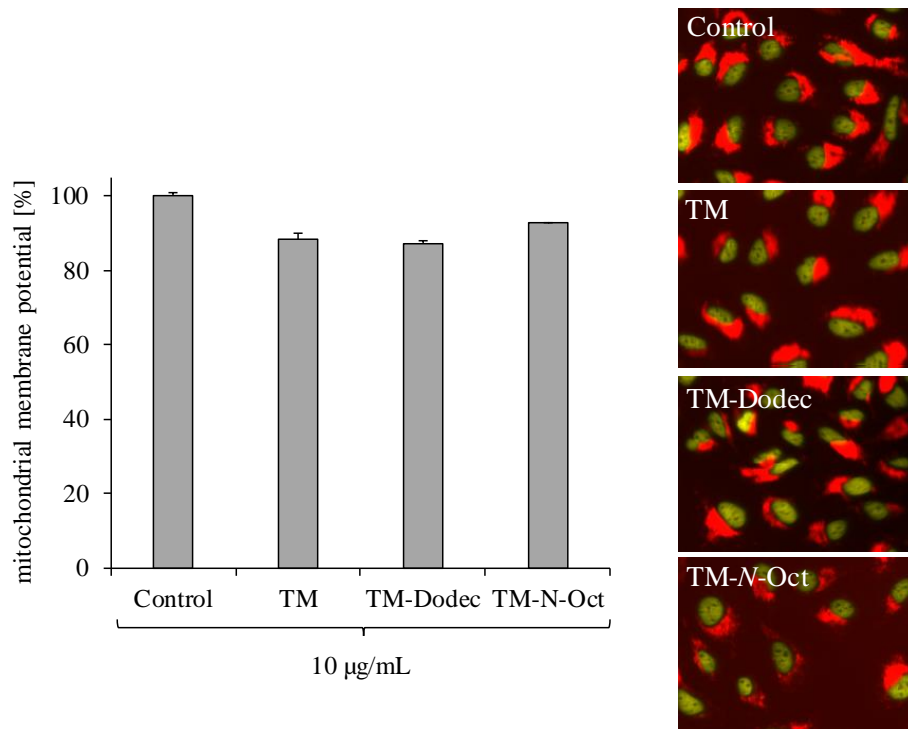 mitochondrial membrane potential [%]
100
80
60
40
20
0
Control
TM
TM-Dodec
TM-N-Oct
10 µg/mL
Control
TM
TM-Dodec
TM-N-Oct